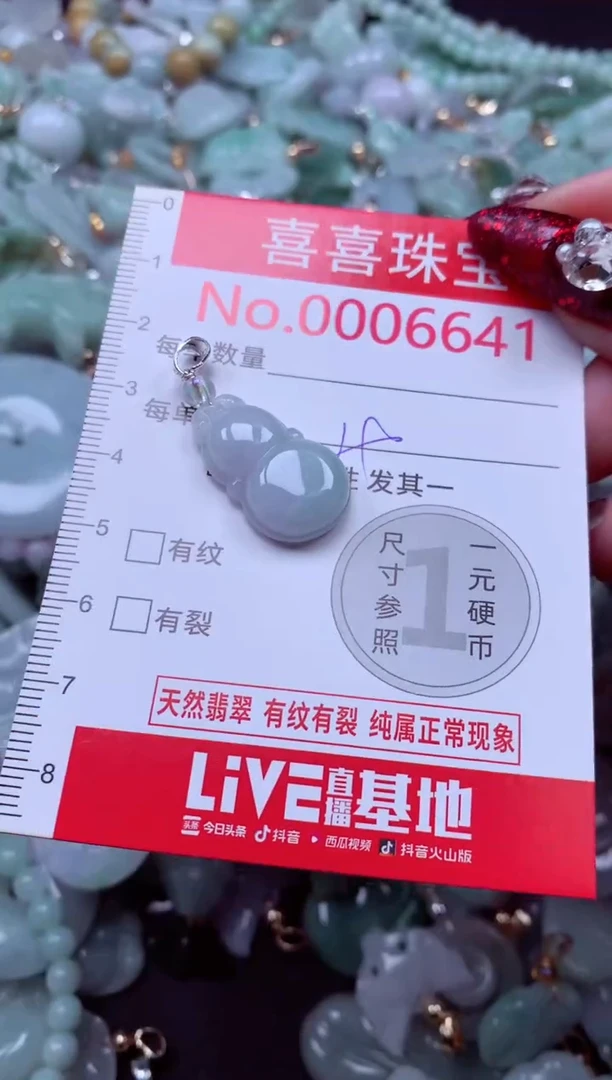 0
1
2
3
4
5
6
7
8
喜喜珠宝
No.0006641
数量
每单
发其一
有纹
有裂
尺寸参照
1
一元硬币
天然翡翠 有纹有裂 纯属正常现象
LiVE直播基地
头条 今日头条 抖音 西瓜视频 抖音火山版